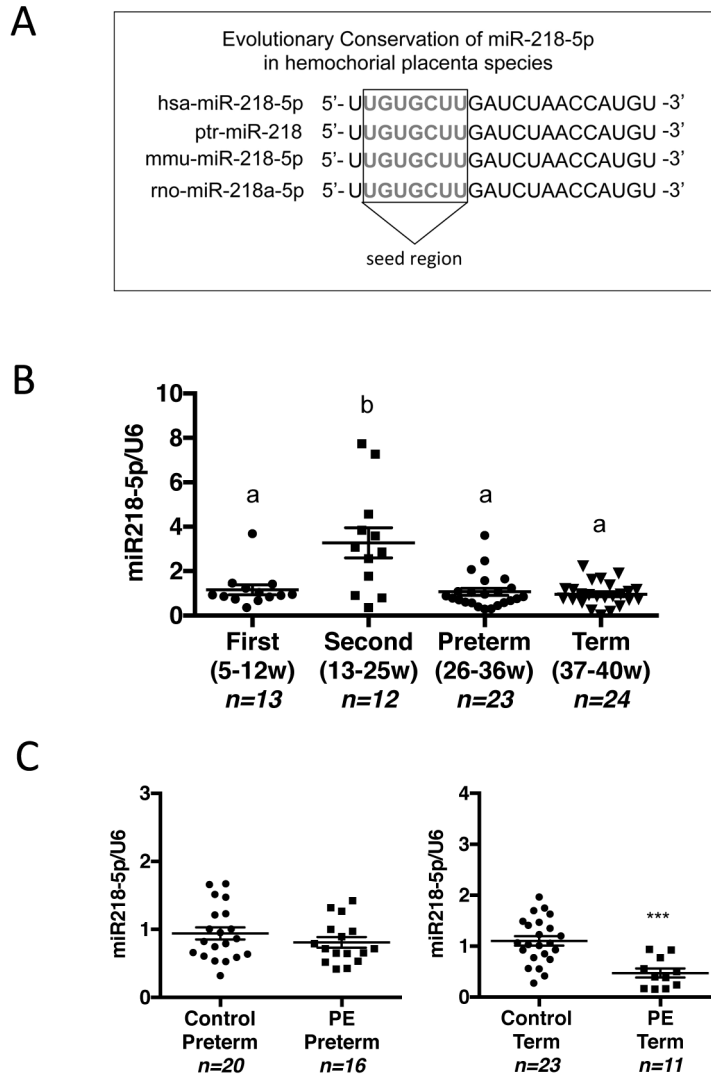 A
Evolutionary Conservation of miR-218-5p
in hemochorial placenta species
hsa-miR-218-5p 5’- UUGUGCUUGAUCUAACCAUGU -3’
ptr-miR-218 5’- UUGUGCUUGAUCUAACCAUGU -3’
mmu-miR-218-5p 5’- UUGUGCUUGAUCUAACCAUGU -3’
rno-miR-218a-5p 5’- UUGUGCUUGAUCUAACCAUGU -3’
seed region
B
miR218-5p/U6
10
8
6
4
2
0
a
b
a
a
First Second Preterm Term
(5-12w) (13-25w) (26-36w) (37-40w)
n=13 n=12 n=23 n=24
C
miR218-5p/U6
3
2
1
0
Control PE
Preterm Preterm
n=20 n=16
miR218-5p/U6
4
3
2
1
0
***
Control PE
Term Term
n=23 n=11